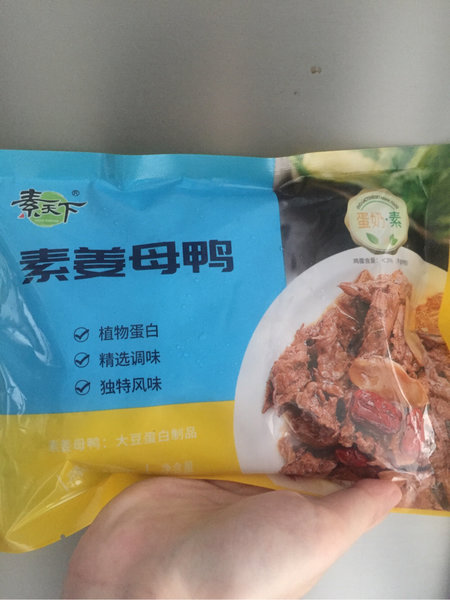 素天下®
蛋奶·素
素姜母鸭
植物蛋白
精选调味
独特风味
素姜母鸭：大豆蛋白制品